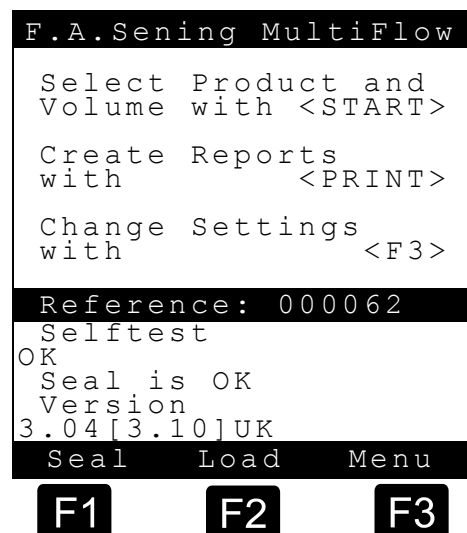 F.A.Sening MultiFlow
Select Product and
Volume with <START>
Create Reports
with <PRINT>
Change Settings
with <F3>
Reference: 000062
Selftest
OK
Seal is OK
Version
3.04[3.10]UK
Seal Load Menu
F1 F2 F3